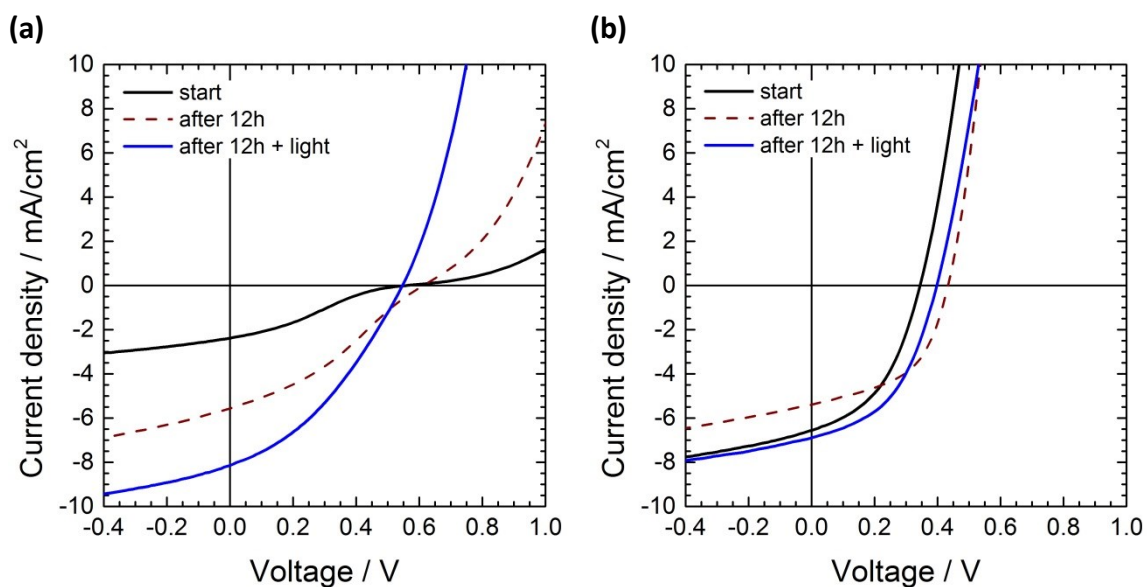 (a)
10
8
6
4
2
0
-2
-4
-6
-8
-10
Current density / mA/cm²
start
after 12h
after 12h + light
-0.4 -0.2 0.0 0.2 0.4 0.6 0.8 1.0
Voltage / V
(b)
10
8
6
4
2
0
-2
-4
-6
-8
-10
Current density / mA/cm²
start
after 12h
after 12h + light
-0.4 -0.2 0.0 0.2 0.4 0.6 0.8 1.0
Voltage / V